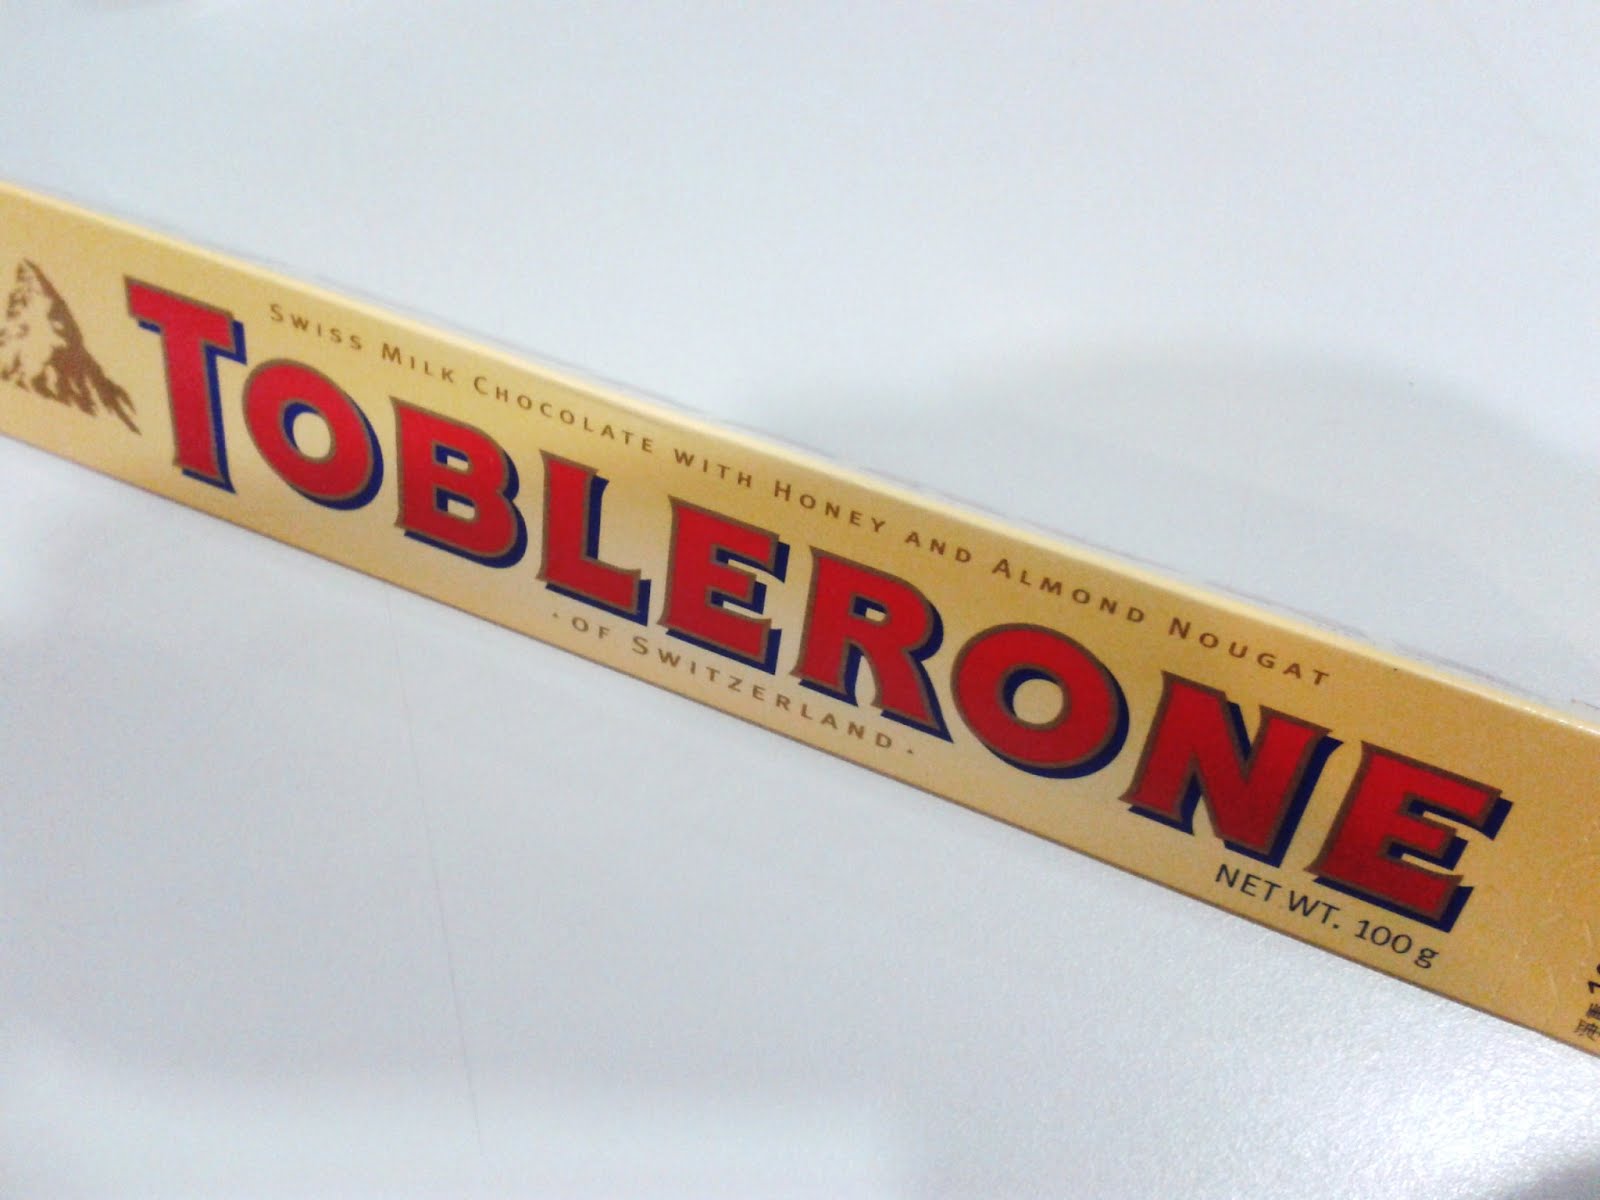 SWISS MILK CHOCOLATE WITH HONEY AND ALMOND NOUGAT
TOBLERONE
· OF SWITZERLAND ·
NET WT. 100 g